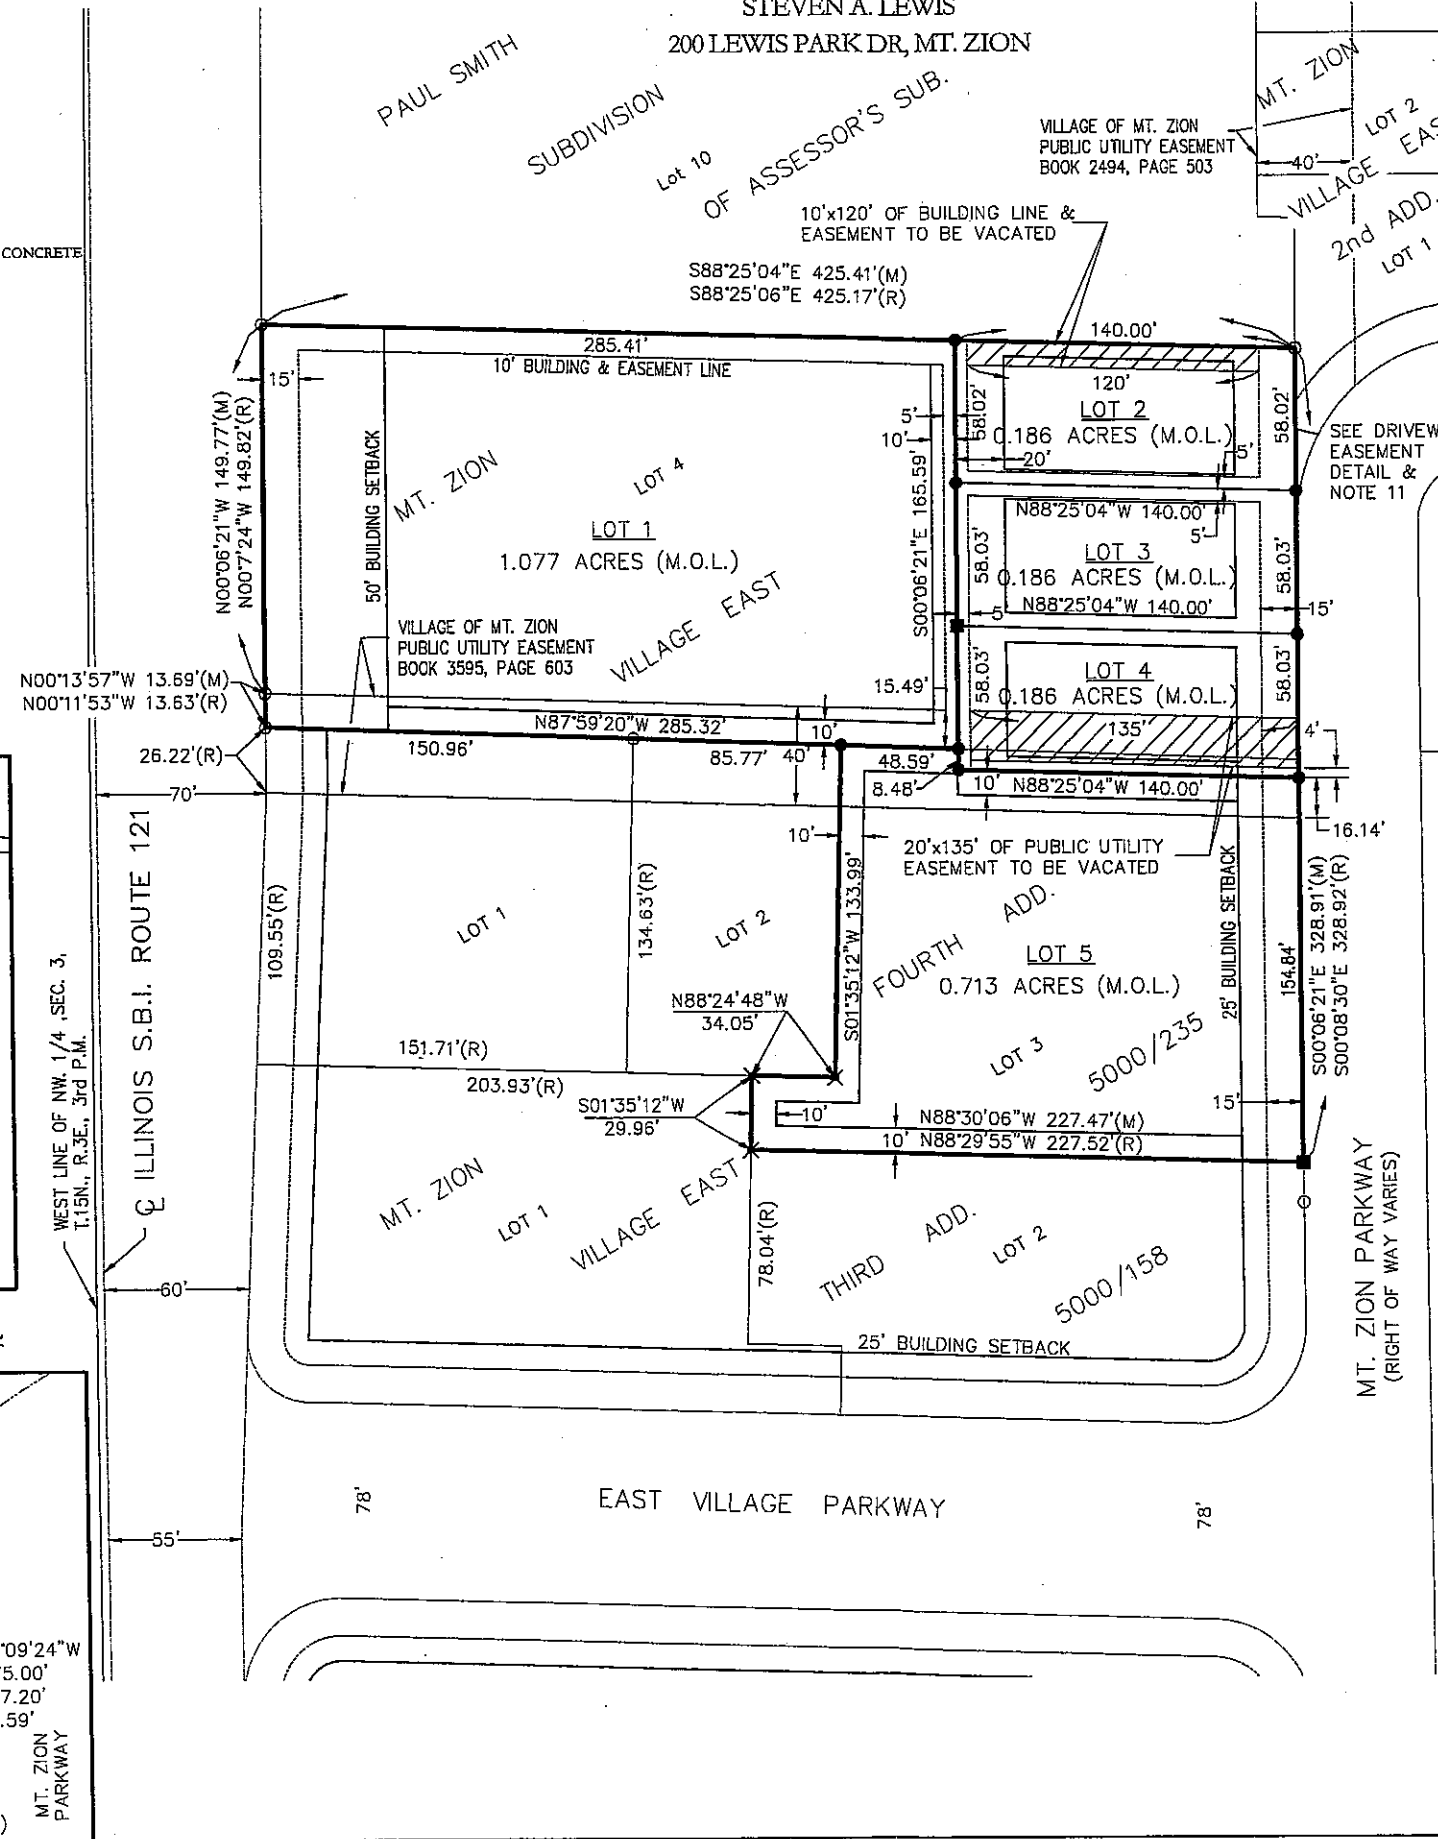 STEVEN A. LEWIS
200 LEWIS PARK DR, MT. ZION
PAUL SMITH
SUBDIVISION
Lot 10
OF ASSESSOR'S SUB.
MT. ZION
LOT 2
VILLAGE OF MT. ZION
PUBLIC UTILITY EASEMENT
BOOK 2494, PAGE 503
40'
VILLAGE EAS
2nd ADD.
LOT 1
10'x120' OF BUILDING LINE &
EASEMENT TO BE VACATED
CONCRETE
S88°25'04"E 425.41'(M)
S88°25'06"E 425.17'(R)
285.41'
140.00'
10' BUILDING & EASEMENT LINE
15'
120'
N00°06'21"W 149.77'(M)
N00°7'24"W 149.82'(R)
50' BUILDING SETBACK
MT. ZION
LOT 4
LOT 1
1.077 ACRES (M.O.L.)
VILLAGE EAST
5'
10'
58.02'
LOT 2
0.186 ACRES (M.O.L.)
58.02'
20'
5'
SEE DRIVEW
EASEMENT
DETAIL &
NOTE 11
S00°06'21"E 165.59'
N88°25'04"W 140.00'
5'
58.03'
LOT 3
0.186 ACRES (M.O.L.)
58.03'
N88°25'04"W 140.00'
5'
15'
VILLAGE OF MT. ZION
PUBLIC UTILITY EASEMENT
BOOK 3595, PAGE 603
N00°13'57"W 13.69'(M)
N00°11'53"W 13.63'(R)
15.49'
58.03'
LOT 4
0.186 ACRES (M.O.L.)
58.03'
135'
4'
N87°59'20"W 285.32'
10'
26.22'(R)
150.96'
85.77'
40'
48.59'
8.48'
10'
N88°25'04"W 140.00'
70'
16.14'
10'
20'x135' OF PUBLIC UTILITY
EASEMENT TO BE VACATED
109.55'(R)
134.63'(R)
S01°35'12"W 133.99'
25' BUILDING SETBACK
154.84'
S00°06'21"E 328.91'(M)
S00°08'30"E 328.92'(R)
LOT 1
LOT 2
FOURTH ADD.
LOT 5
0.713 ACRES (M.O.L.)
LOT 3
5000/235
N88°24'48"W
34.05'
151.71'(R)
203.93'(R)
S01°35'12"W
29.96'
10'
15'
N88°30'06"W 227.47'(M)
10'
N88°29'55"W 227.52'(R)
WEST LINE OF NW. 1/4 ,SEC. 3,
T.15N., R.3E., 3rd P.M.
℄ ILLINOIS S.B.I. ROUTE 121
MT. ZION
LOT 1
VILLAGE EAST
78.04'(R)
THIRD ADD.
LOT 2
5000/158
MT. ZION PARKWAY
(RIGHT OF WAY VARIES)
60'
25' BUILDING SETBACK
78'
EAST VILLAGE PARKWAY
78'
55'
°09'24"W
5.00'
7.20'
.59'
MT. ZION
PARKWAY
)